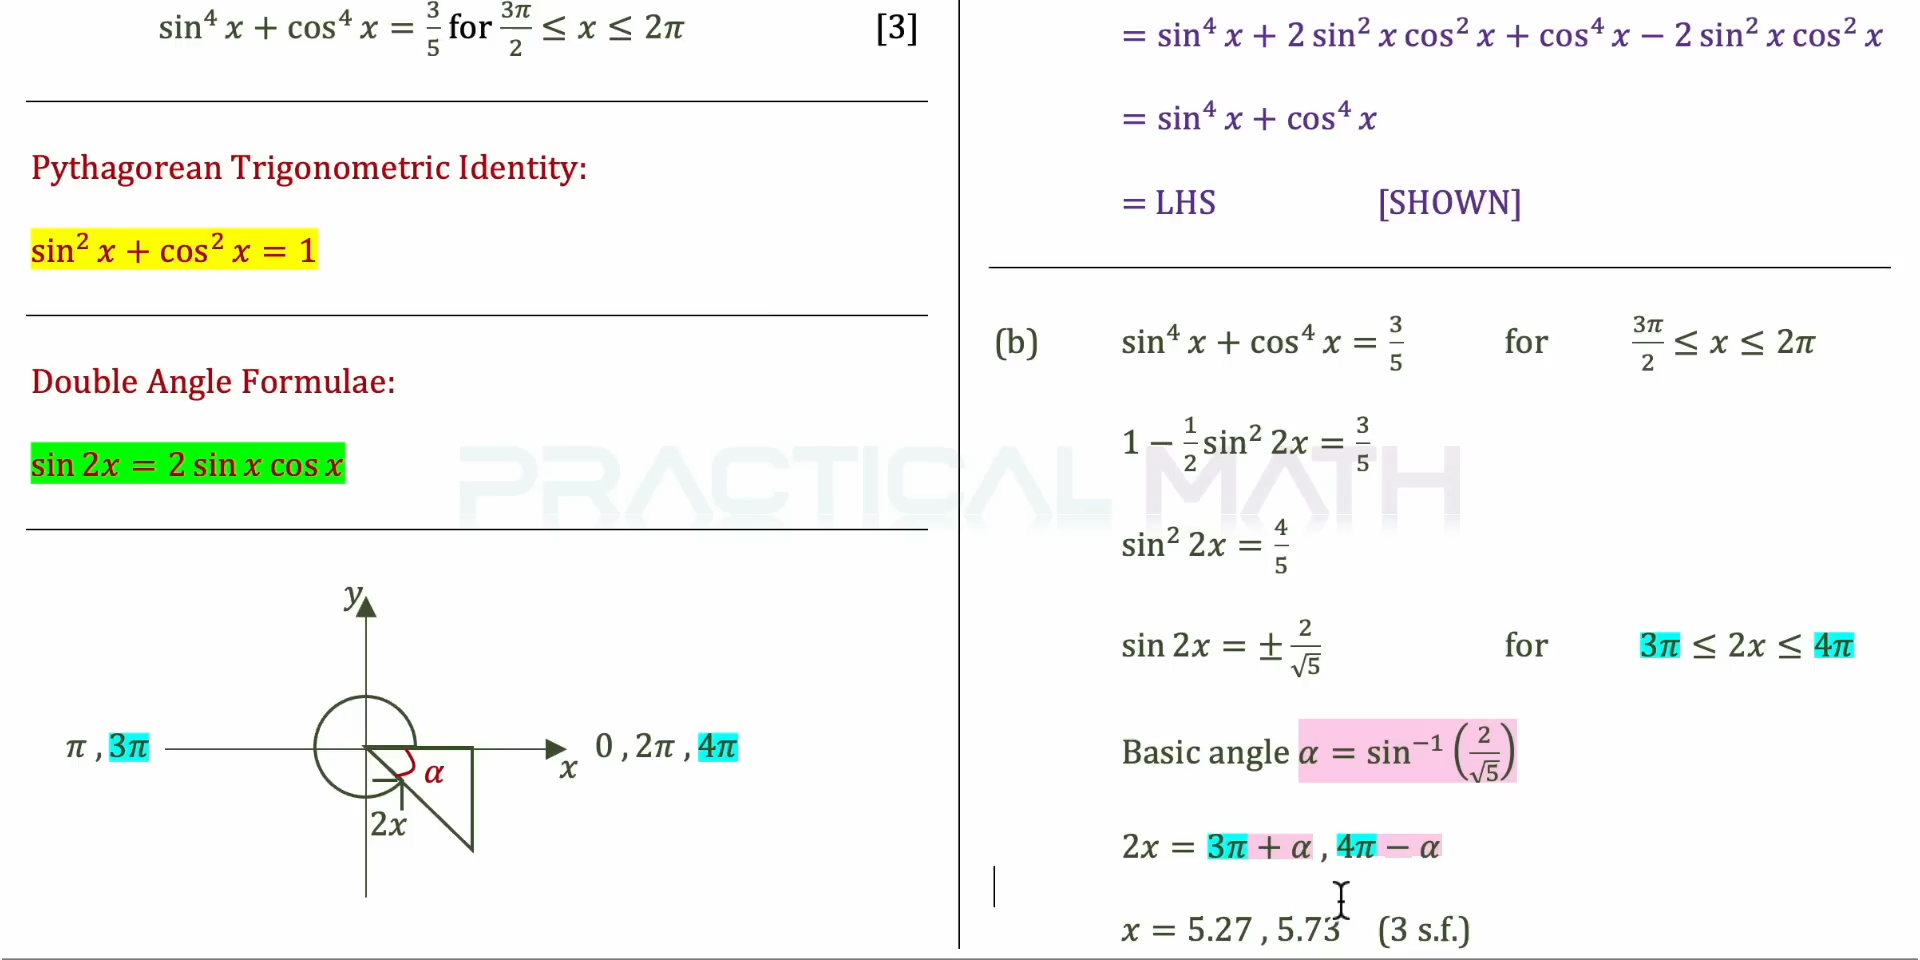 sin⁴ x + cos⁴ x = 3/5 for 3π/2 ≤ x ≤ 2π [3]
Pythagorean Trigonometric Identity:
sin² x + cos² x = 1
Double Angle Formulae:
sin 2x = 2 sin x cos x
y
π , 3π
x
0 , 2π , 4π
α
2x
= sin⁴ x + 2 sin² x cos² x + cos⁴ x − 2 sin² x cos² x
= sin⁴ x + cos⁴ x
= LHS [SHOWN]
(b) sin⁴ x + cos⁴ x = 3/5 for 3π/2 ≤ x ≤ 2π
1 − 1/2 sin² 2x = 3/5
sin² 2x = 4/5
sin 2x = ± 2/√5 for 3π ≤ 2x ≤ 4π
Basic angle α = sin⁻¹ (2/√5)
2x = 3π + α , 4π − α
x = 5.27 , 5.73 (3 s.f.)
PRACTICAL MATH